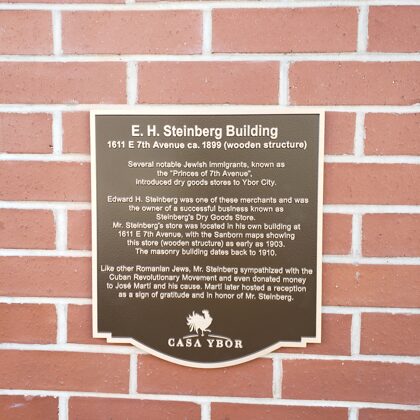 E. H. Steinberg Building
1611 E 7th Avenue ca. 1899 (wooden structure)
Several notable Jewish immigrants, known as
the "Princes of 7th Avenue",
introduced dry goods stores to Ybor City.
Edward H. Steinberg was one of these merchants and was
the owner of a successful business known as
Steinberg's Dry Goods Store.
Mr. Steinberg's store was located in his own building at
1611 E 7th Avenue, with the Sanborn maps showing
this store (wooden structure) as early as 1903.
The masonry building dates back to 1910.
Like other Romanian Jews, Mr. Steinberg sympathized with the
Cuban Revolutionary Movement and even donated money
to José Martí and his cause. Martí later hosted a reception
as a sign of gratitude and in honor of Mr. Steinberg.
CASA YBOR